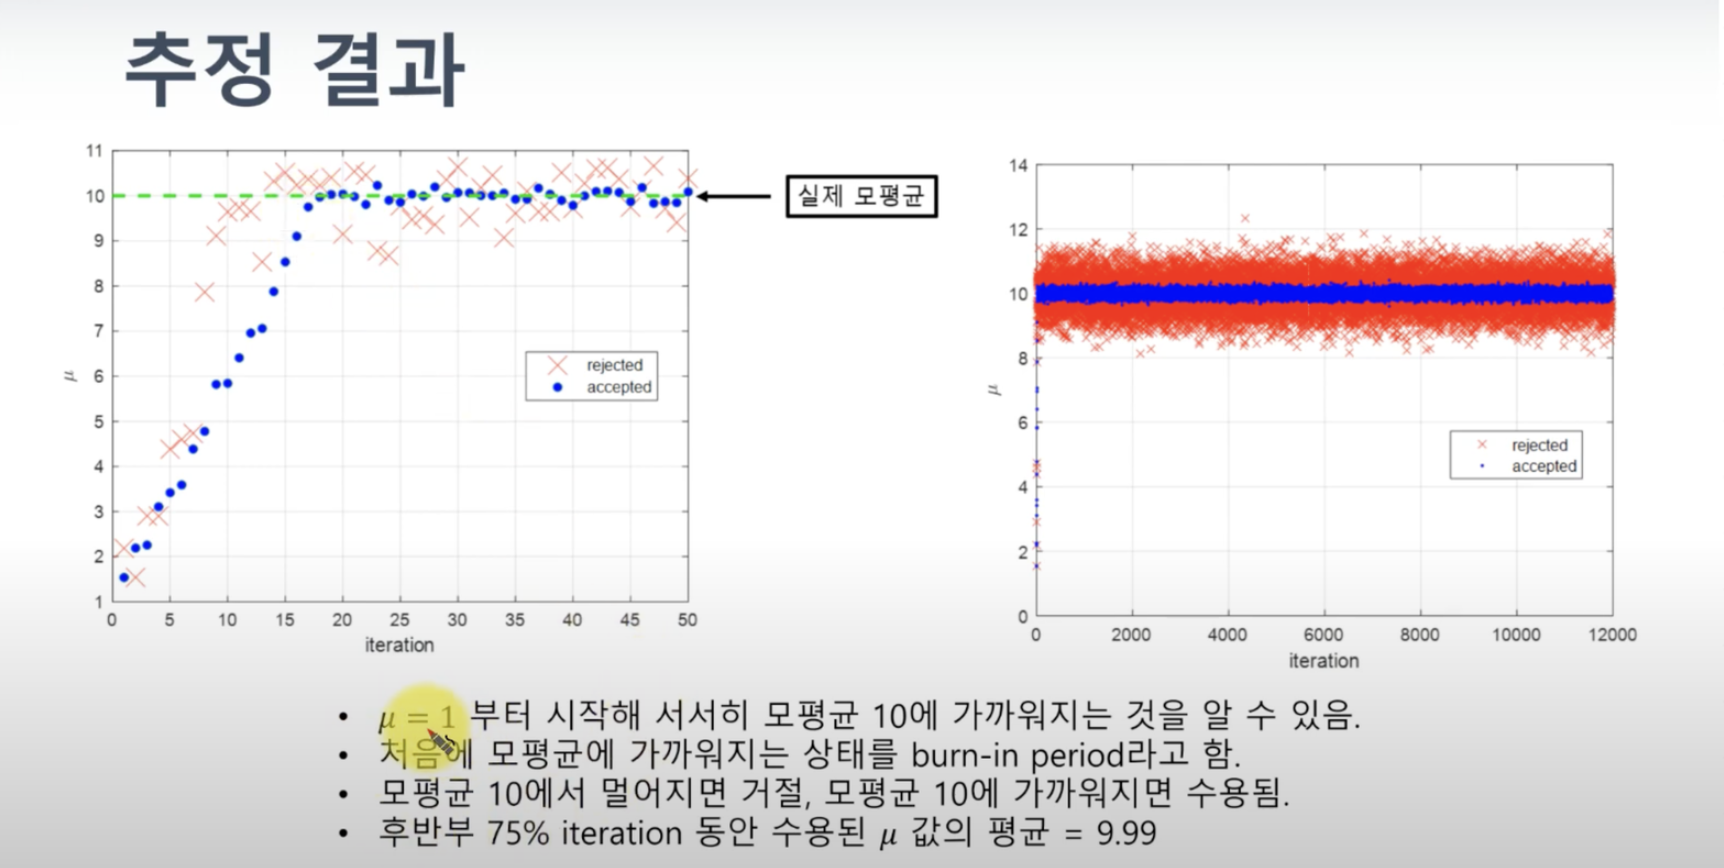 추정 결과
11
10
9
8
7
6
5
4
3
2
1
μ
0 5 10 15 20 25 30 35 40 45 50
iteration
rejected
accepted
실제 모평균
14
12
10
8
6
4
2
0
μ
0 2000 4000 6000 8000 10000 12000
iteration
rejected
accepted
• μ = 1 부터 시작해 서서히 모평균 10에 가까워지는 것을 알 수 있음.
• 처음에 모평균에 가까워지는 상태를 burn-in period라고 함.
• 모평균 10에서 멀어지면 거절, 모평균 10에 가까워지면 수용됨.
• 후반부 75% iteration 동안 수용된 μ 값의 평균 = 9.99